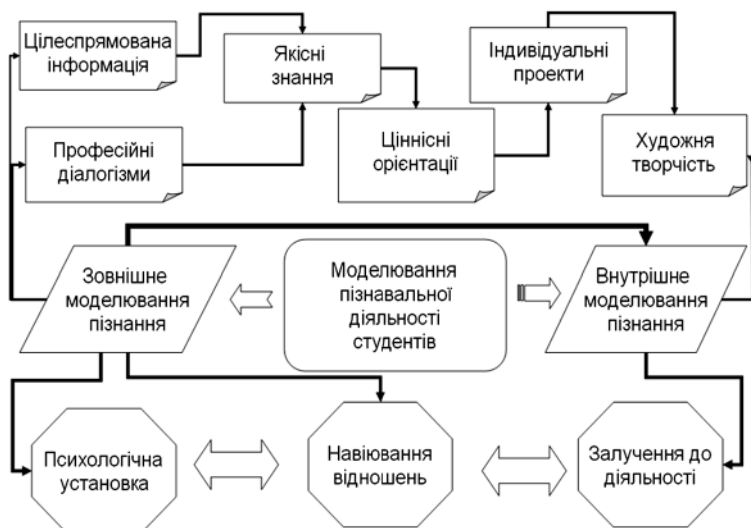 Цілеспрямована
інформація
Якісні
знання
Індивідуальні
проекти
Професійні
діалогізми
Ціннісні
орієнтації
Художня
творчість
Зовнішнє
моделювання
пізнання
Моделювання
пізнавальної
діяльності
студентів
Внутрішнє
моделювання
пізнання
Психологічна
установка
Навіювання
відношень
Залучення до
діяльності